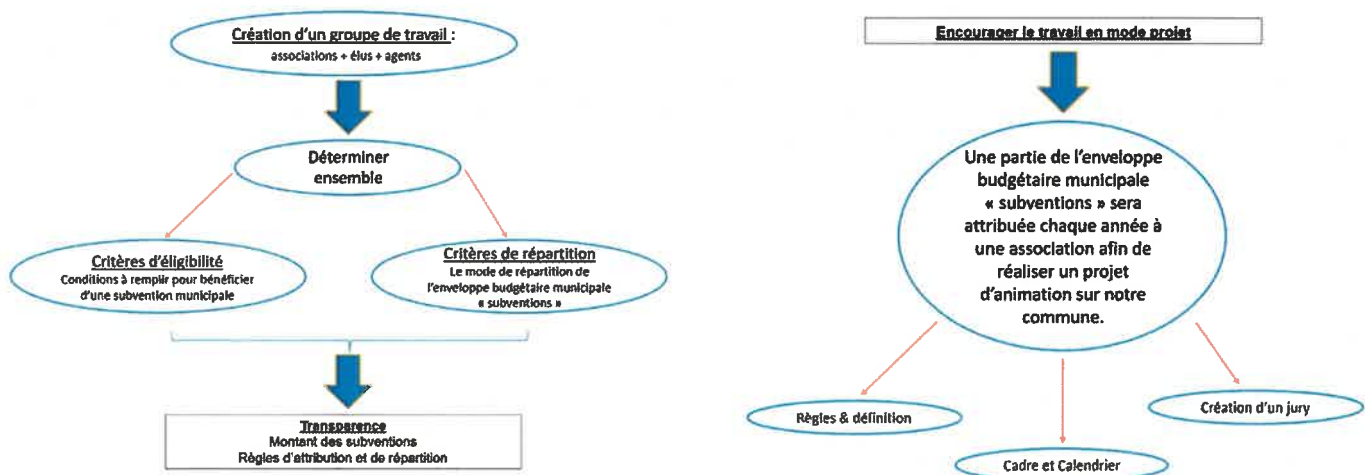 Création d'un groupe de travail :
associations + élus + agents
Déterminer
ensemble
Critères d'éligibilité
Conditions à remplir pour bénéficier
d'une subvention municipale
Critères de répartition
Le mode de répartition de
l'enveloppe budgétaire municipale
« subventions »
Transparence
Montant des subventions
Règles d'attribution et de répartition
Encourager le travail en mode projet
Une partie de l'enveloppe
budgétaire municipale
« subventions » sera
attribuée chaque année à
une association afin de
réaliser un projet
d'animation sur notre
commune.
Règles & définition
Création d'un jury
Cadre et Calendrier